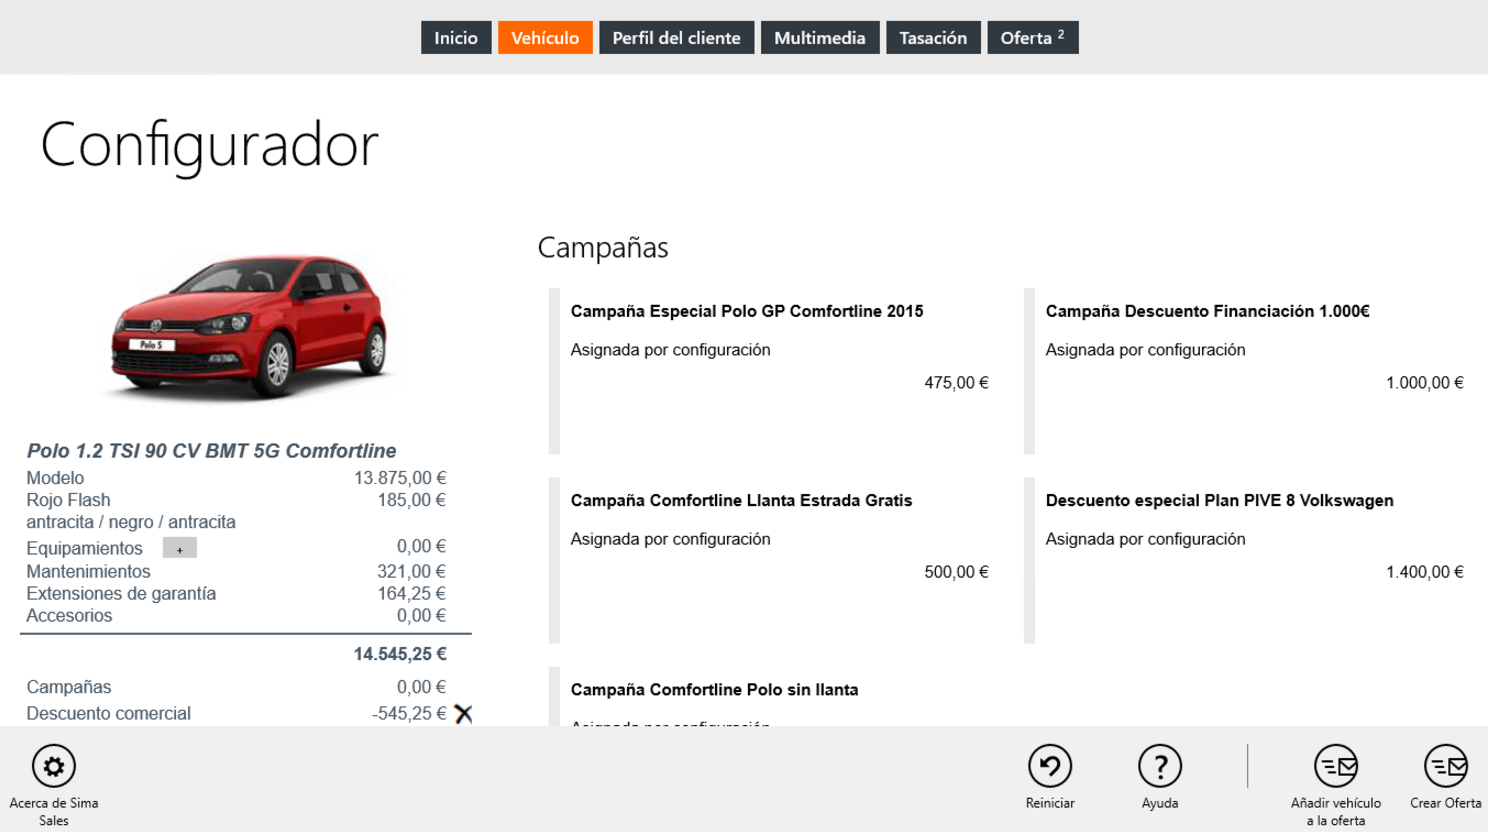 Inicio
Vehículo
Perfil del cliente
Multimedia
Tasación
Oferta 2
Configurador
Polo S
Polo 1.2 TSI 90 CV BMT 5G Comfortline
Modelo 13.875,00 €
Rojo Flash 185,00 €
antracita / negro / antracita
Equipamientos + 0,00 €
Mantenimientos 321,00 €
Extensiones de garantía 164,25 €
Accesorios 0,00 €
14.545,25 €
Campañas 0,00 €
Descuento comercial -545,25 €
Campañas
Campaña Especial Polo GP Comfortline 2015
Asignada por configuración
475,00 €
Campaña Descuento Financiación 1.000€
Asignada por configuración
1.000,00 €
Campaña Comfortline Llanta Estrada Gratis
Asignada por configuración
500,00 €
Descuento especial Plan PIVE 8 Volkswagen
Asignada por configuración
1.400,00 €
Campaña Comfortline Polo sin llanta
Asignada por configuración
Acerca de Sima
Sales
Reiniciar
?
Ayuda
Añadir vehículo
a la oferta
Crear Oferta